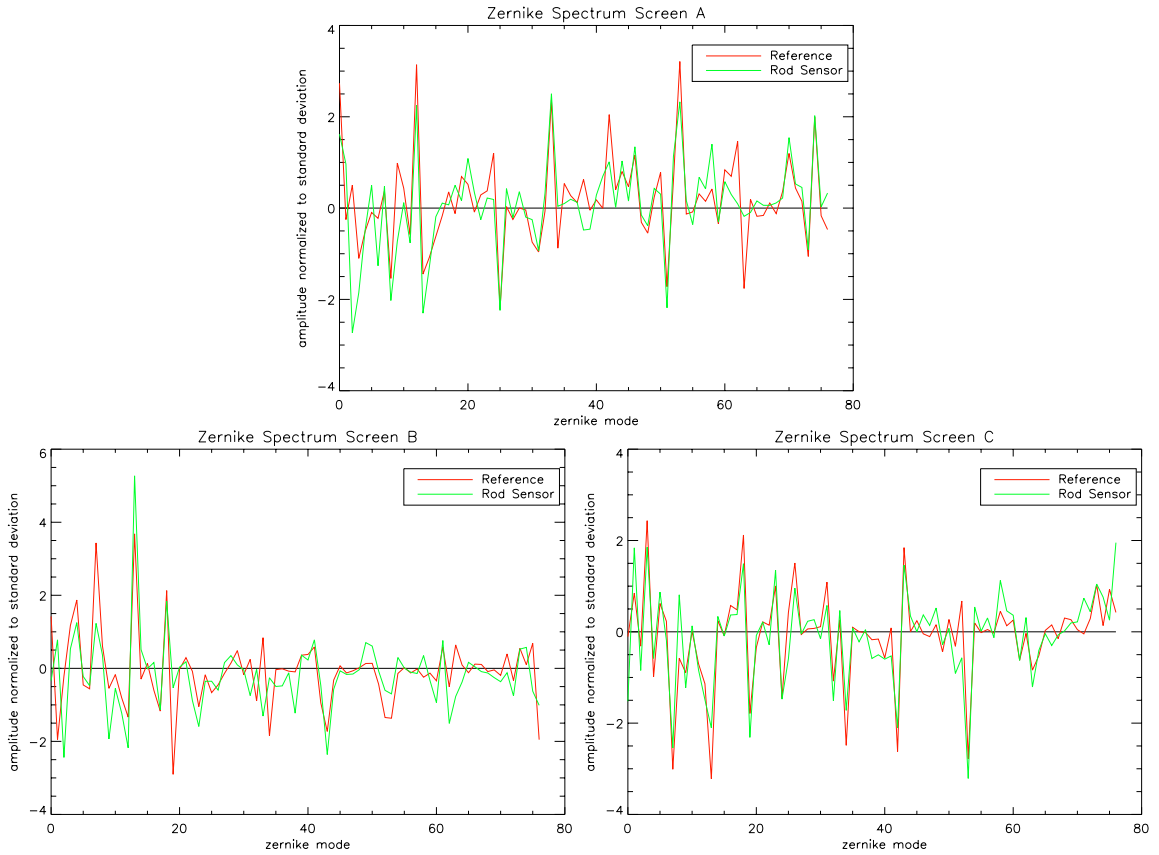 Zernike Spectrum Screen A
amplitude normalized to standard deviation
4
2
0
−2
−4
Reference
Rod Sensor
0 20 40 60 80
zernike mode
Zernike Spectrum Screen B
amplitude normalized to standard deviation
6
4
2
0
−2
−4
Reference
Rod Sensor
0 20 40 60 80
zernike mode
Zernike Spectrum Screen C
amplitude normalized to standard deviation
4
2
0
−2
−4
Reference
Rod Sensor
0 20 40 60 80
zernike mode